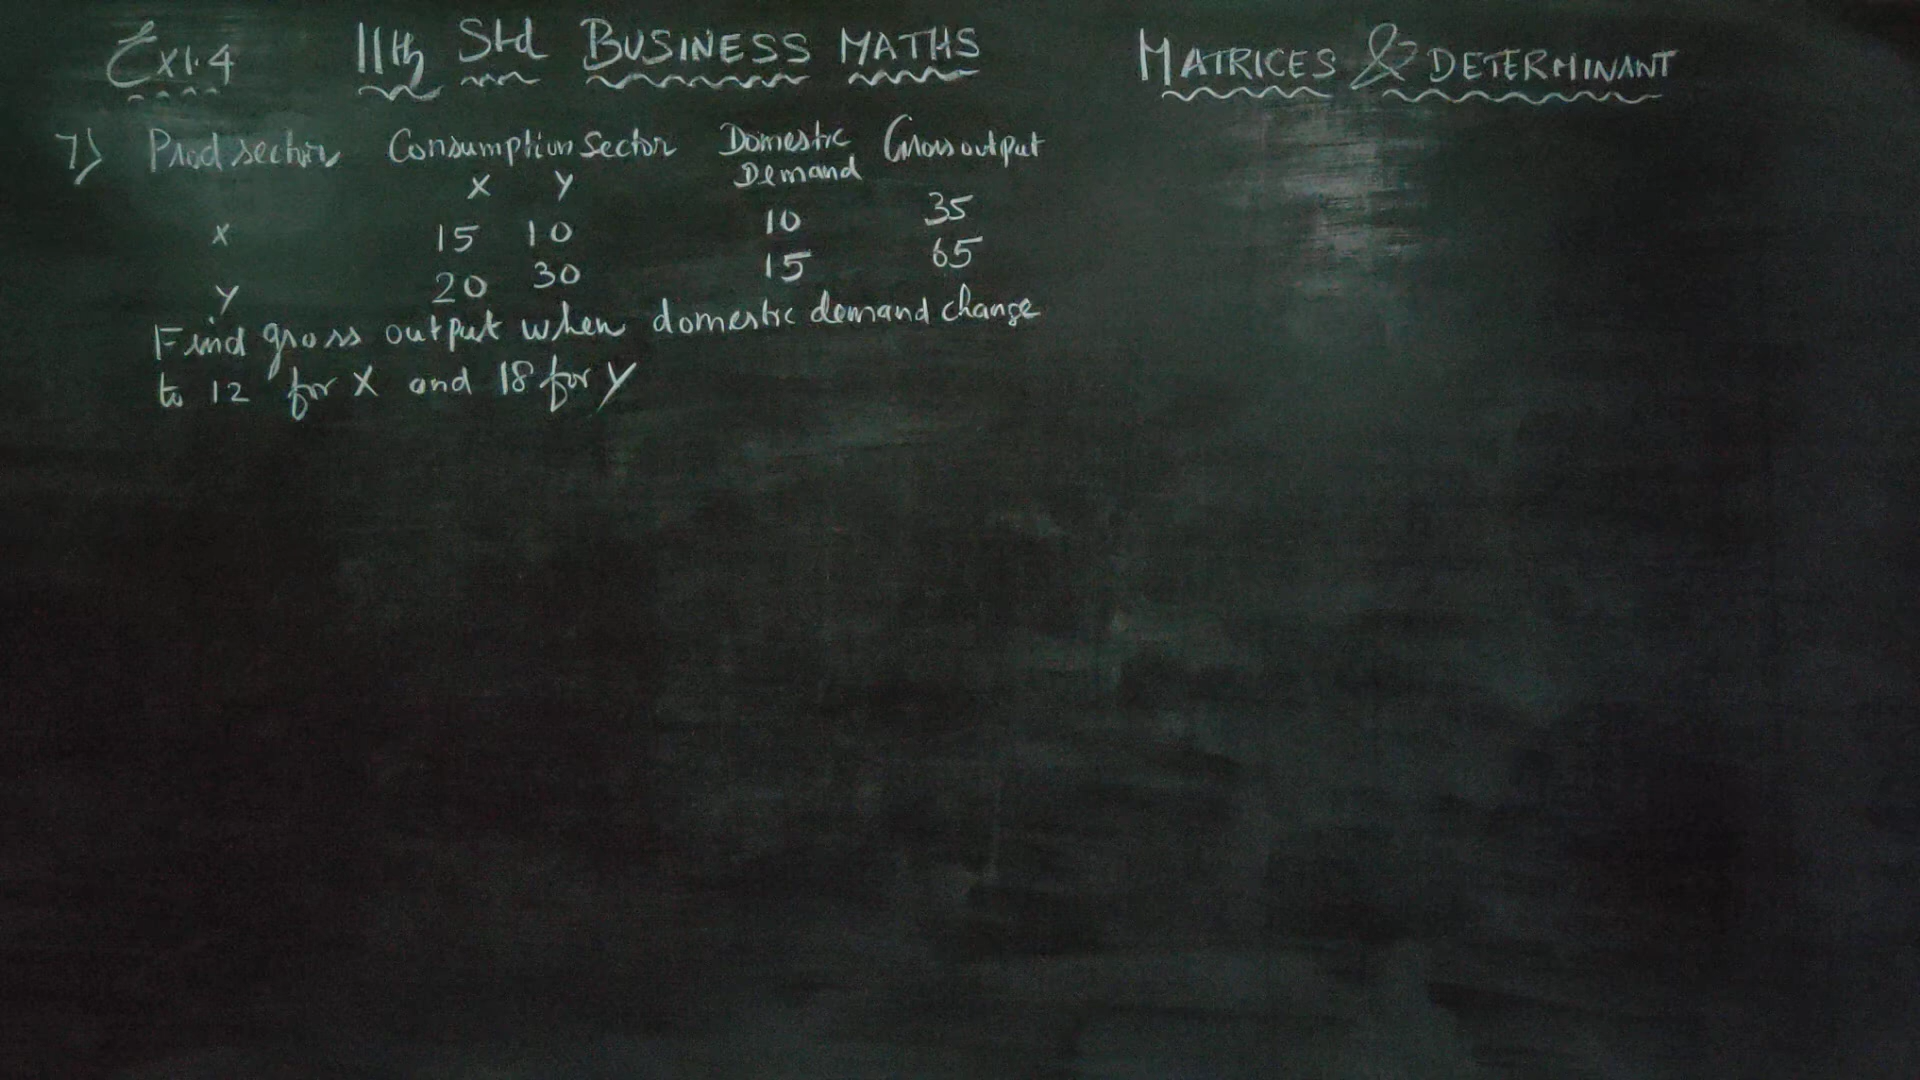 Ex 1.4 11th Std BUSINESS MATHS MATRICES & DETERMINANT
7) Prod sector Consumption Sector Domestic Demand Gross output
X Y
X 15 10 10 35
Y 20 30 15 65
Find gross output when domestic demand change
to 12 for X and 18 for Y